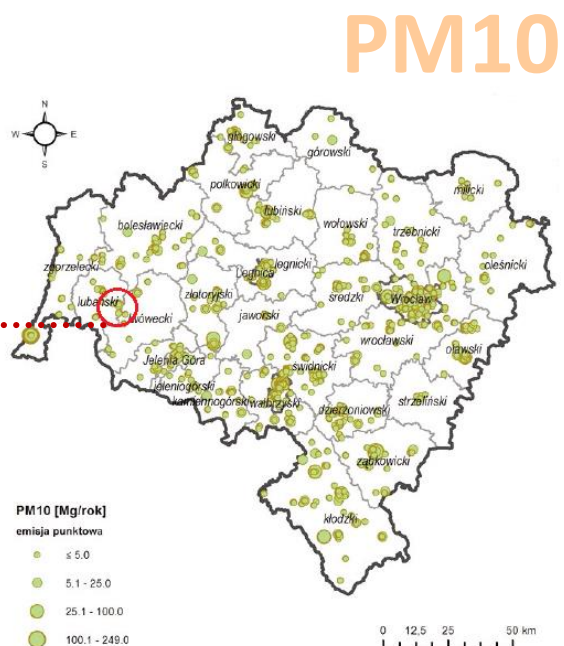 PM10
N
W E
S
głogowski
górowski
polkowicki
lubiński
milicki
bolesławiecki
wołowski
trzebnicki
zgorzelecki
legnicki
Legnica
oleśnicki
lubański
złotoryjski
średzki
Wrocław
lwówecki
jaworski
wrocławski
oławski
Jelenia Góra
świdnicki
jeleniogórski
kamiennogórski
wałbrzyski
dzierżoniowski
strzeliński
ząbkowicki
kłodzki
PM10 [Mg/rok]
emisja punktowa
≤ 5.0
5.1 - 25.0
25.1 - 100.0
100.1 - 249.0
0 12,5 25 50 km